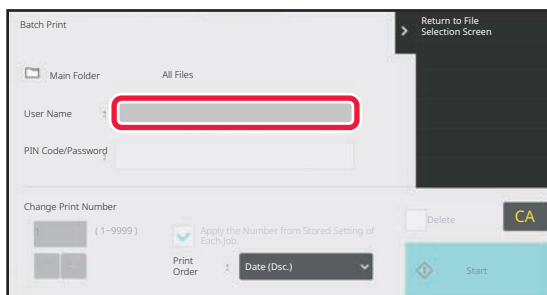 Batch Print
Return to File
Selection Screen
Main Folder
All Files
User Name :
PIN Code/Password :
Change Print Number
1
( 1~9999 )
Apply the Number from Stored Setting of
Each Job.
Print
Order : Date (Dsc.)
Delete
CA
Start